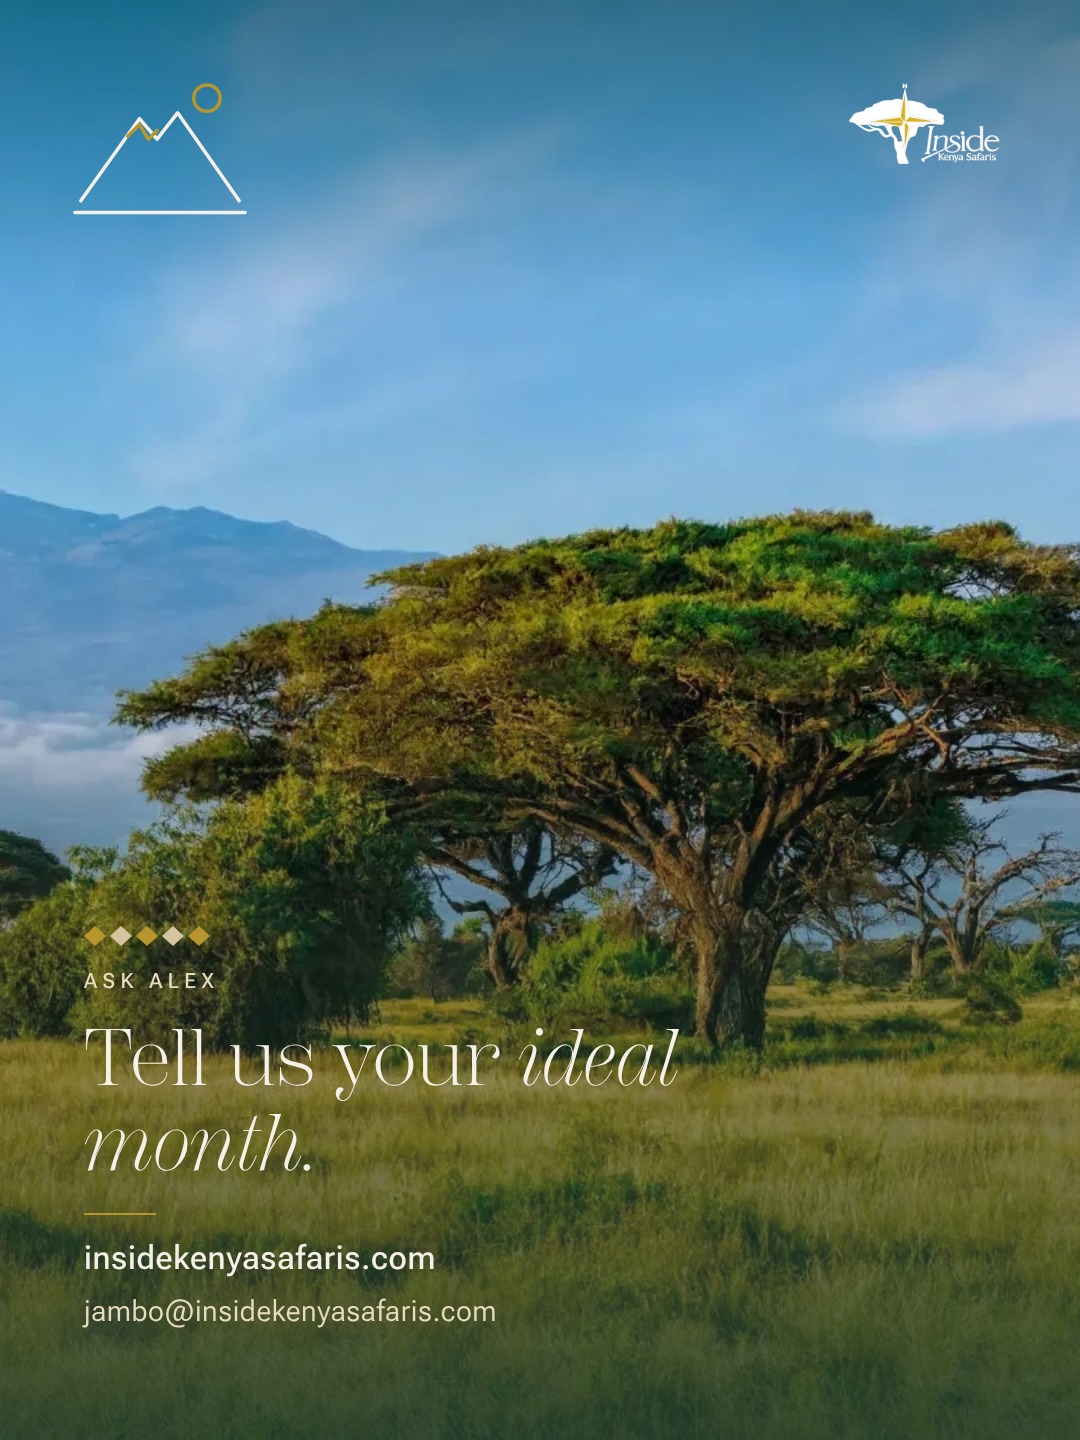 N
Inside
Kenya Safaris
ASK ALEX
Tell us your ideal
month.
insidekenyasafaris.com
jambo@insidekenyasafaris.com